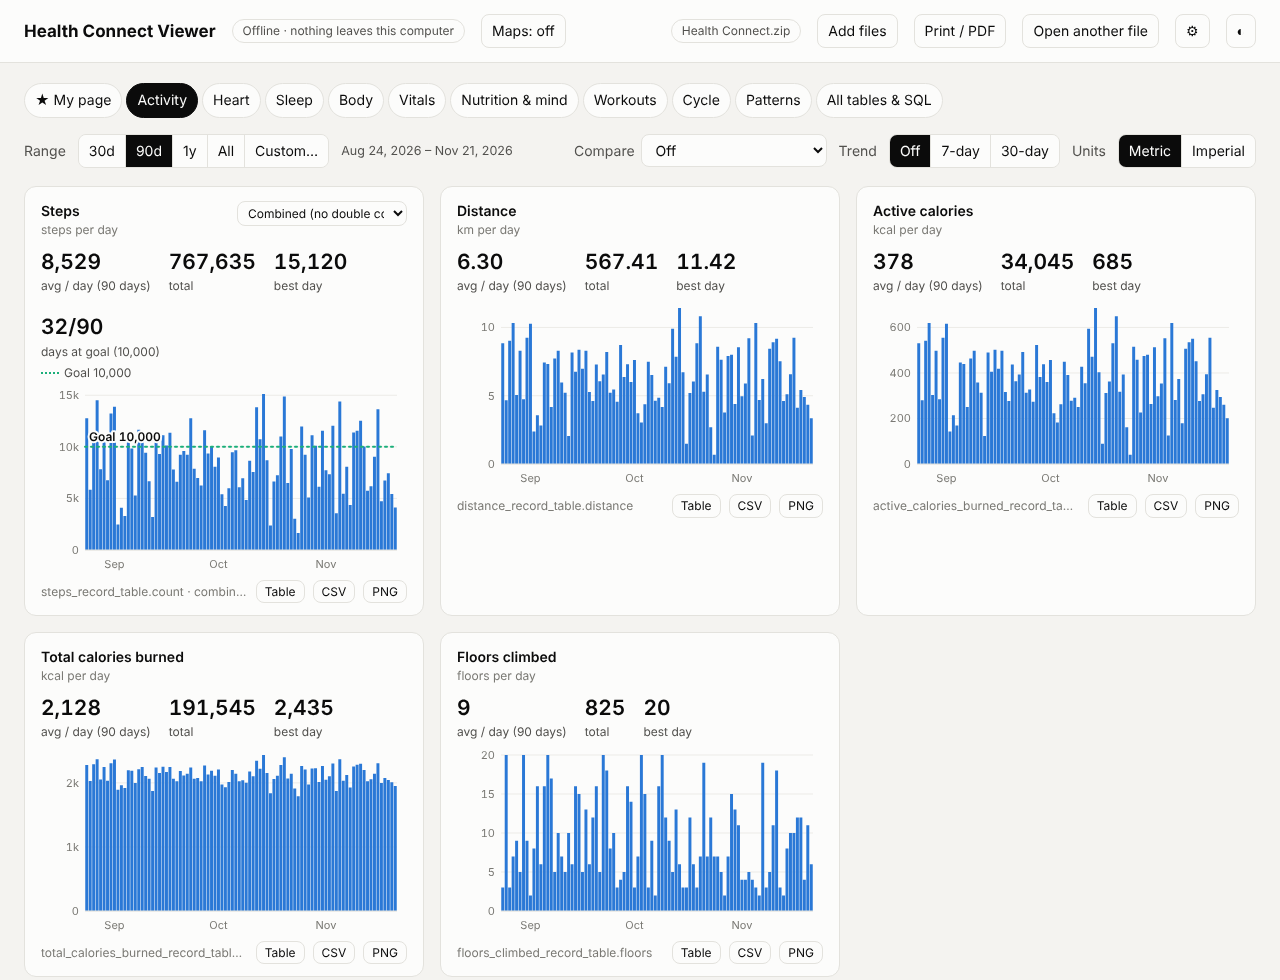 Health Connect Viewer
Offline · nothing leaves this computer
Maps: off
Health Connect.zip
Add files
Print / PDF
Open another file
★ My page
Activity
Heart
Sleep
Body
Vitals
Nutrition & mind
Workouts
Cycle
Patterns
All tables & SQL
Range
30d
90d
1y
All
Custom...
Aug 24, 2026 – Nov 21, 2026
Compare
Off
Trend
Off
7-day
30-day
Units
Metric
Imperial
Steps
Combined (no double cc
steps per day
8,529 767,635 15,120
avg / day (90 days) total best day
32/90
days at goal (10,000)
Goal 10,000
15k
Goal 10,000
10k
5k
0
Sep Oct Nov
steps_record_table.count · combin...
Table CSV PNG
Distance
km per day
6.30 567.41 11.42
avg / day (90 days) total best day
10
5
0
Sep Oct Nov
distance_record_table.distance
Table CSV PNG
Active calories
kcal per day
378 34,045 685
avg / day (90 days) total best day
600
400
200
0
Sep Oct Nov
active_calories_burned_record_ta...
Table CSV PNG
Total calories burned
kcal per day
2,128 191,545 2,435
avg / day (90 days) total best day
2k
1k
0
Sep Oct Nov
total_calories_burned_record_tabl...
Table CSV PNG
Floors climbed
floors per day
9 825 20
avg / day (90 days) total best day
20
15
10
5
0
Sep Oct Nov
floors_climbed_record_table.floors
Table CSV PNG